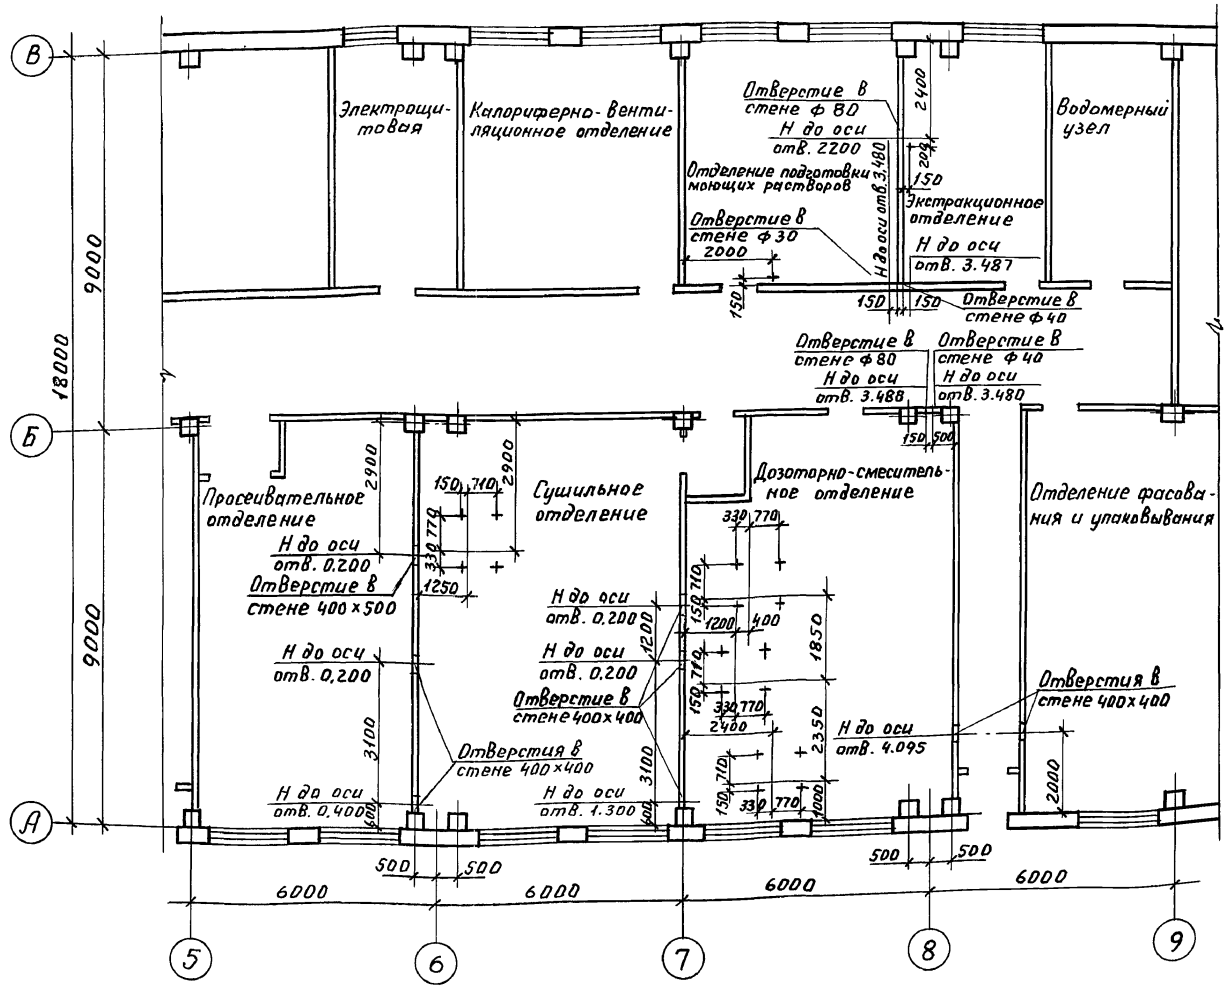 В
Электрощи-
товая
Калориферно-венти-
ляционное отделение
Отверстие в
стене ф 80
Н до оси
отв. 2200
2400
200
150
Водомерный
узел
Отделение подготовки
моющих растворов
Н до оси отв. 3,480
Экстракционное
отделение
Отверстие в
стене ф 30
2000
150
Н до оси
отв. 3.487
150
150
Отверстие в
стене ф 40
9000
18000
Отверстие в
стене ф 80
Н до оси
отв. 3.488
Отверстие в
стене ф 40
Н до оси
отв. 3.480
150
500
Б
2900
2900
Просеивательное
отделение
150
710
Сушильное
отделение
Дозаторно-смеситель-
ное отделение
Отделение фасова-
ния и упаковывания
330
770
770
330
1250
Н до оси
отв. 0.200
Отверстие в
стене 400×500
Н до оси
отв. 0,200
1200
710
150
1200
400
1850
9000
Н до оси
отв. 0,200
Н до оси
отв. 0,200
710
150
Отверстие в
стене 400×400
330
770
2400
2350
Отверстия в
стене 400×400
Н до оси
отв. 4.095
3100
Отверстия в
стене 400×400
3100
710
150
330
770
1000
2000
Н до оси
отв. 0,400
600
Н до оси
отв. 1.300
600
А
500
500
500
500
6000
6000
6000
6000
5
6
7
8
9